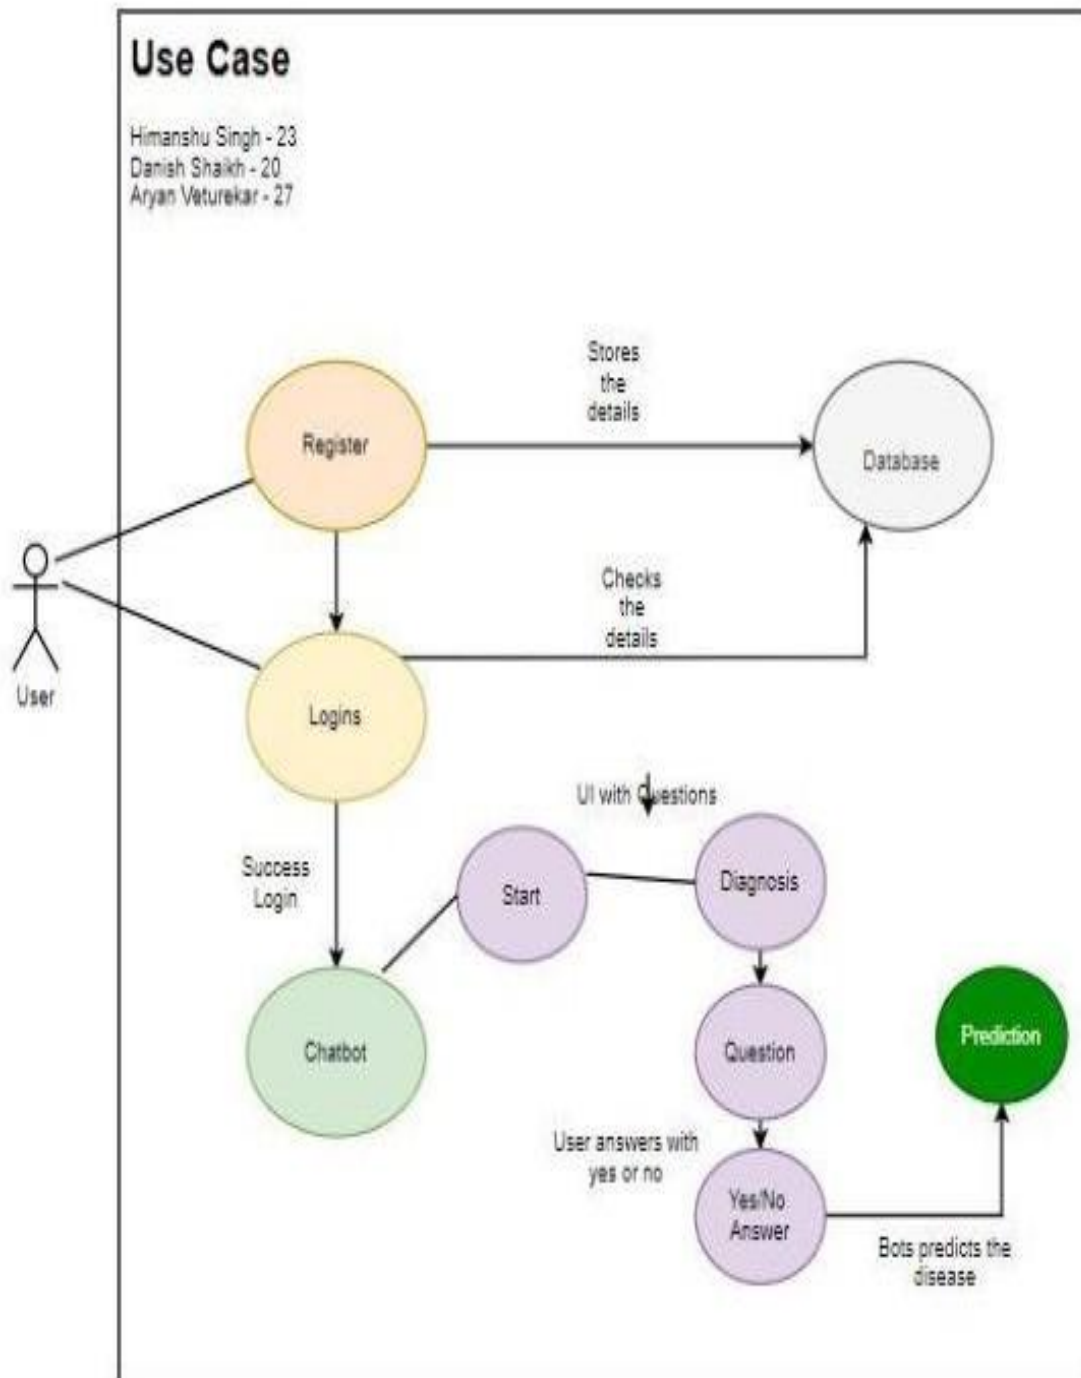 Use Case
Himanshu Singh - 23
Danish Shaikh - 20
Aryan Veturekar - 27
Stores
the
details
Register
Database
Checks
the
details
User
Logins
UI with Questions
Success
Login
Start
Diagnosis
Chatbot
Question
Prediction
User answers with
yes or no
Yes/No
Answer
Bots predicts the
disease